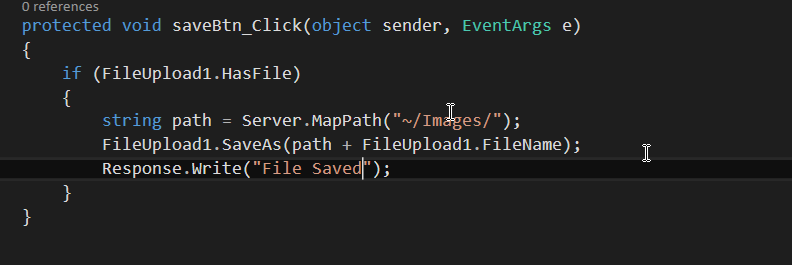 0 references
protected void saveBtn_Click(object sender, EventArgs e)
{
    if (FileUpload1.HasFile)
    {
        string path = Server.MapPath("~/Images/");
        FileUpload1.SaveAs(path + FileUpload1.FileName);
        Response.Write("File Saved");
    }
}